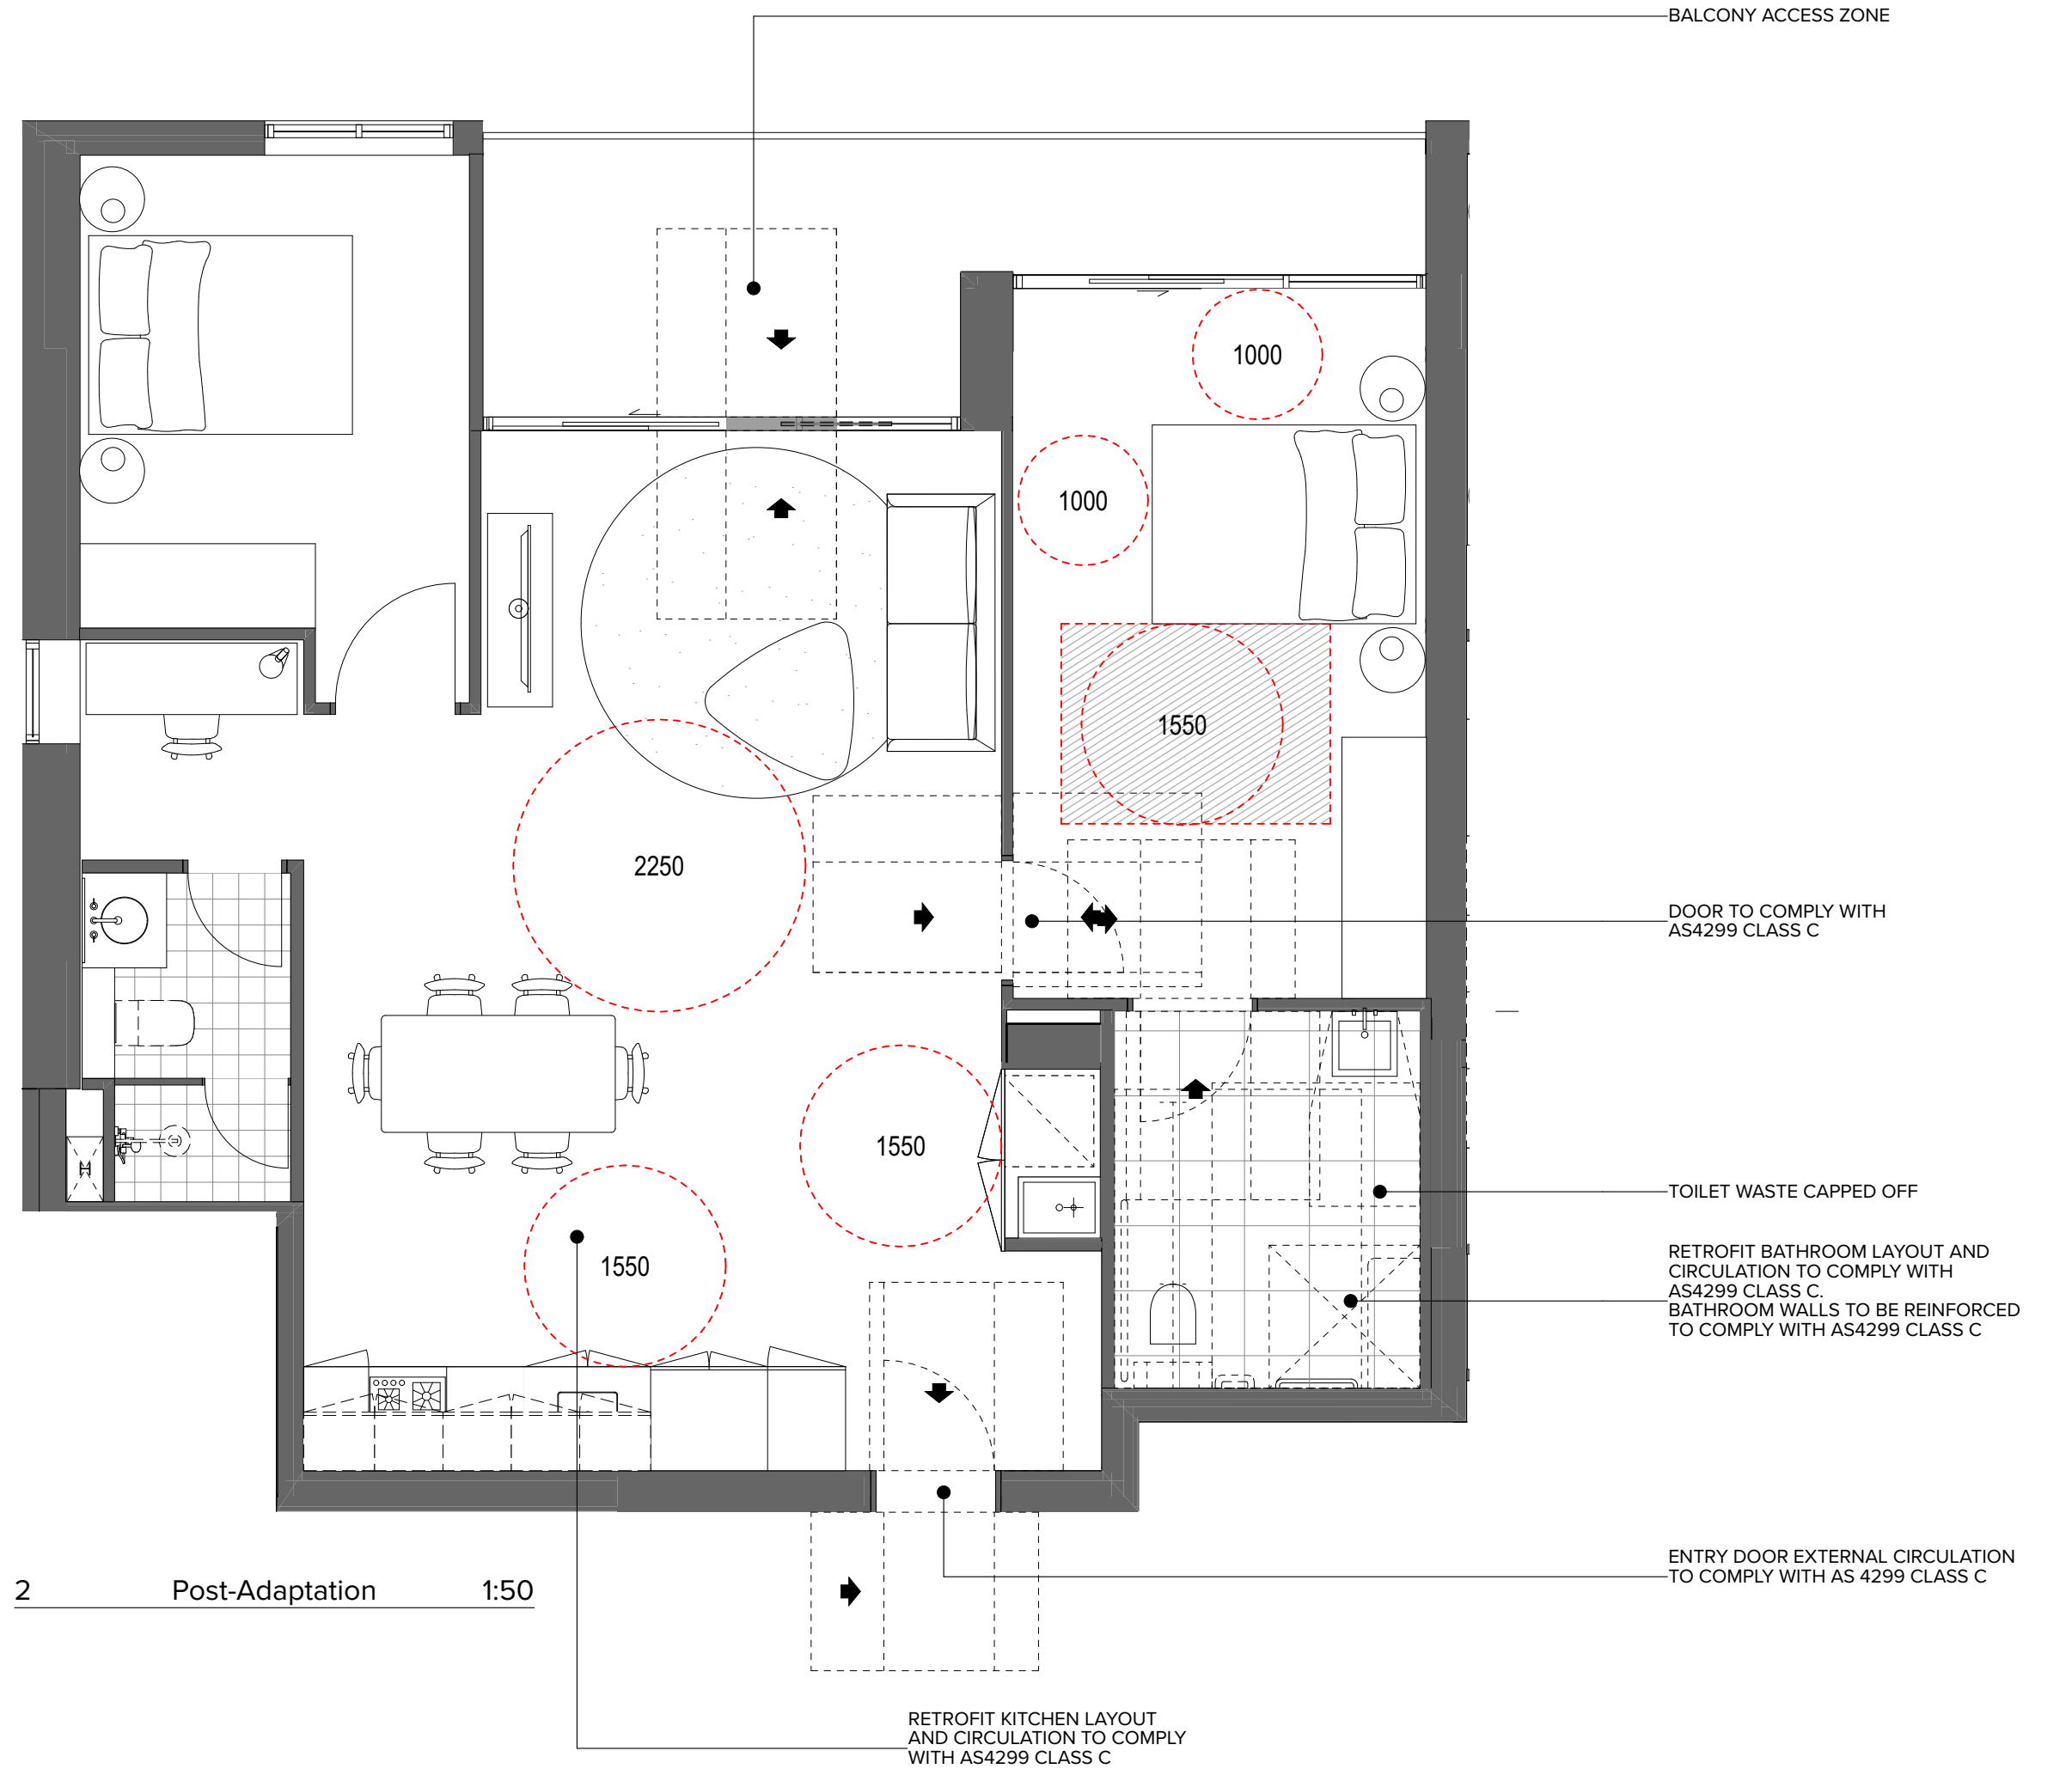 BALCONY ACCESS ZONE
1000
1000
1550
2250
DOOR TO COMPLY WITH
AS4299 CLASS C
1550
TOILET WASTE CAPPED OFF
1550
RETROFIT BATHROOM LAYOUT AND
CIRCULATION TO COMPLY WITH
AS4299 CLASS C.
BATHROOM WALLS TO BE REINFORCED
TO COMPLY WITH AS4299 CLASS C
ENTRY DOOR EXTERNAL CIRCULATION
TO COMPLY WITH AS 4299 CLASS C
2 Post-Adaptation 1:50
RETROFIT KITCHEN LAYOUT
AND CIRCULATION TO COMPLY
WITH AS4299 CLASS C